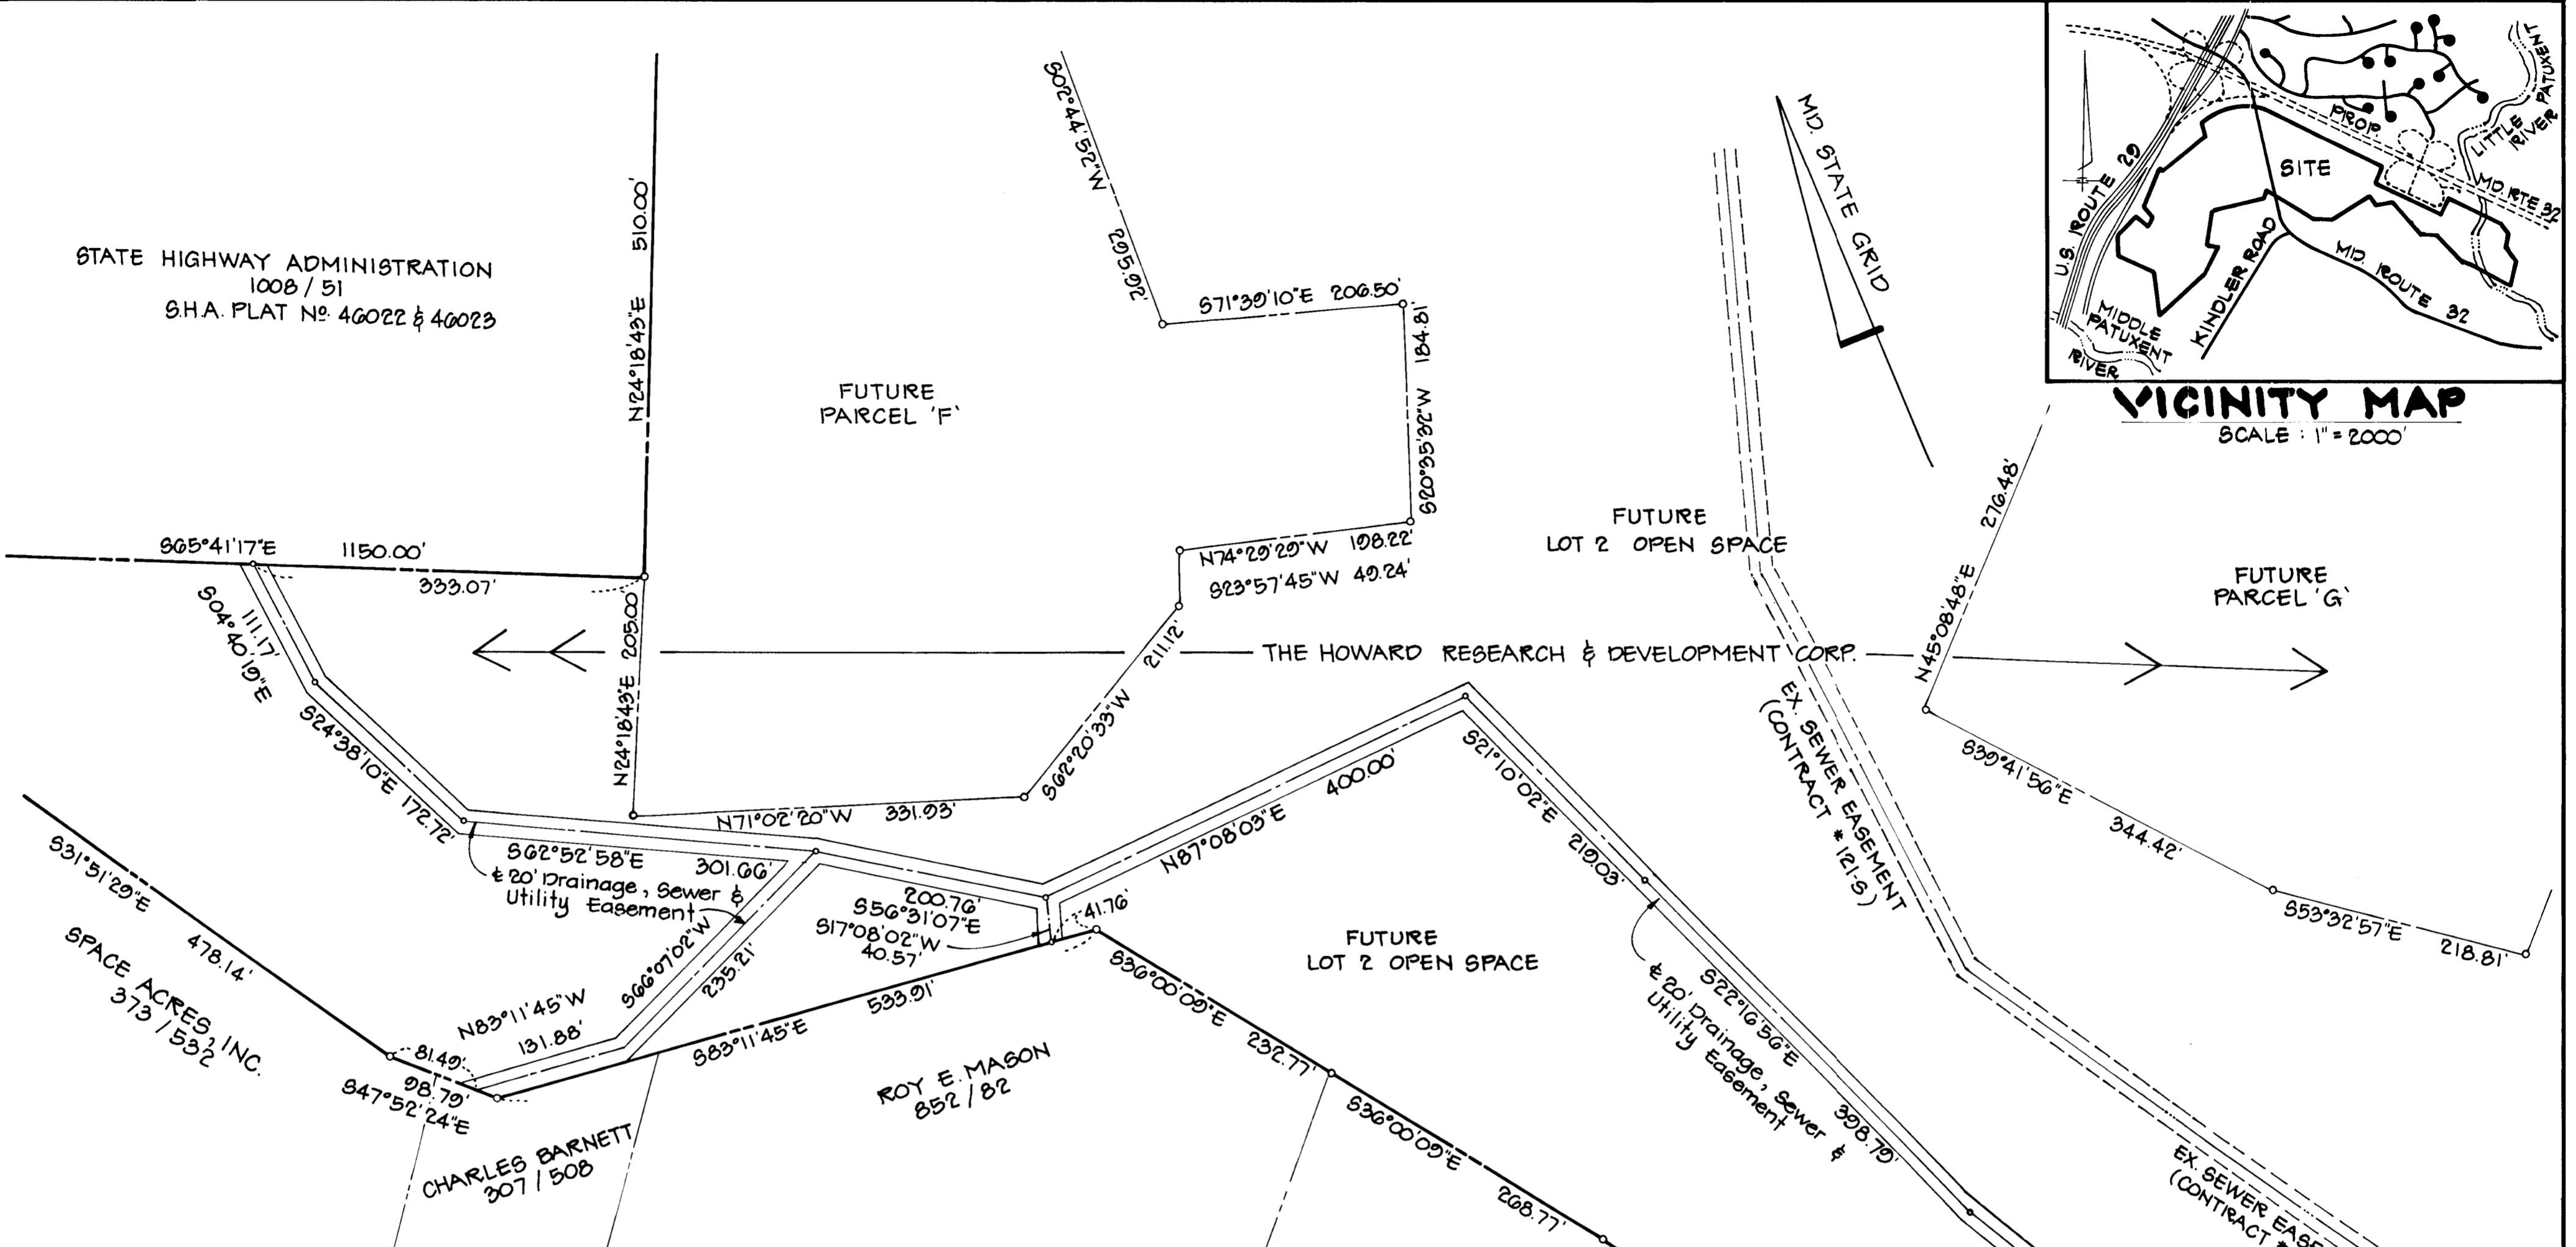 STATE HIGHWAY ADMINISTRATION
1008 / 51
S.H.A. PLAT Nº 46022 & 46023
N24°18'43"E 510.00'
S02°44'52"W 295.92'
S71°39'10"E 206.50'
S20°35'32"W 184.81'
N74°29'29"W 198.22'
S23°57'45"W 49.24'
S62°20'33"W 211.12'
N71°02'20"W 331.93'
N24°18'43"E 205.00'
FUTURE
PARCEL 'F'
MD. STATE GRID
S65°41'17"E 1150.00'
333.07'
111.17'
S04°40'19"E
S24°38'10"E 172.72'
S62°52'58"E 301.66'
℄ 20' Drainage, Sewer &
Utility Easement
S66°07'02"W
235.21'
N83°11'45"W
131.88'
200.76'
S56°31'07"E
S17°08'02"W
40.57'
41.76'
N87°08'03"E 400.00'
S21°10'02"E 219.03'
S22°16'56"E 398.79'
℄ 20' Drainage, Sewer &
Utility Easement
THE HOWARD RESEARCH & DEVELOPMENT CORP.
FUTURE
LOT 2 OPEN SPACE
EX. SEWER EASEMENT
(CONTRACT # 121-S)
N45°08'48"E 276.48'
FUTURE
PARCEL 'G'
S39°41'56"E 344.42'
S53°32'57"E 218.81'
S31°51'29"E 478.14'
SPACE ACRES, INC.
373 / 532
81.49'
98.79'
S47°52'24"E
S83°11'45"E 533.91'
CHARLES BARNETT
307 / 508
ROY E. MASON
852 / 82
FUTURE
LOT 2 OPEN SPACE
S36°00'09"E 232.77'
S36°00'09"E 268.77'
EX. SEWER EASE
(CONTRACT #
U.S. ROUTE 29
PROP.
MD. RTE 32
SITE
LITTLE PATUXENT
RIVER
KINDLER ROAD
MD. ROUTE 32
MIDDLE
PATUXENT
RIVER
VICINITY MAP
SCALE : 1" = 2000'